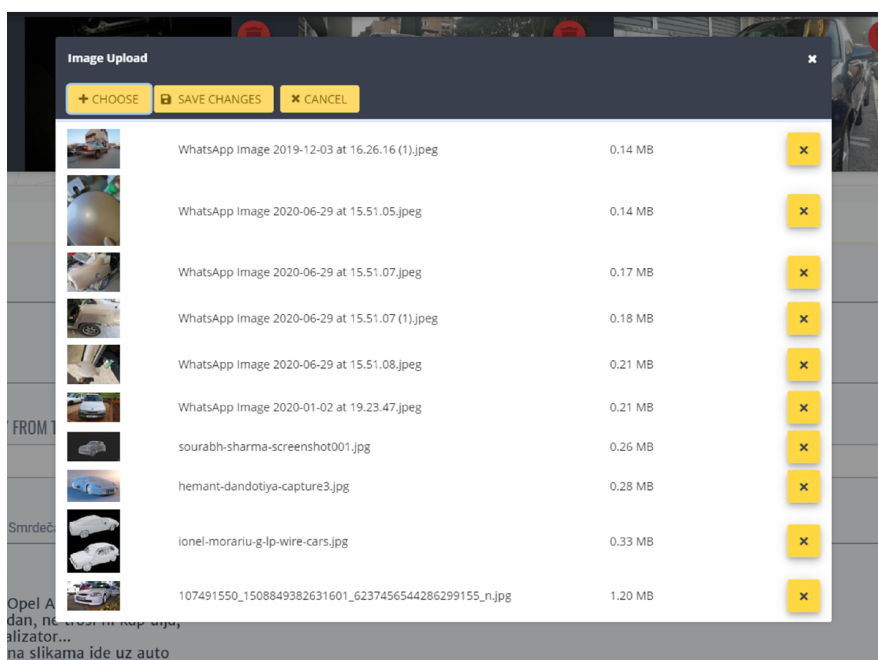 Image Upload
CHOOSE
SAVE CHANGES
CANCEL
WhatsApp Image 2019-12-03 at 16.26.16 (1).jpeg 0.14 MB
WhatsApp Image 2020-06-29 at 15.51.05.jpeg 0.14 MB
WhatsApp Image 2020-06-29 at 15.51.07.jpeg 0.17 MB
WhatsApp Image 2020-06-29 at 15.51.07 (1).jpeg 0.18 MB
WhatsApp Image 2020-06-29 at 15.51.08.jpeg 0.21 MB
WhatsApp Image 2020-01-02 at 19.23.47.jpeg 0.21 MB
sourabh-sharma-screenshot001.jpg 0.26 MB
hemant-dandotiya-capture3.jpg 0.28 MB
ionel-morariu-g-lp-wire-cars.jpg 0.33 MB
107491550_1508849382631601_6237456544286299155_n.jpg 1.20 MB
FROM
Opel
dan, ne trosi ni kap ulja,
alizator...
na slikama ide uz auto